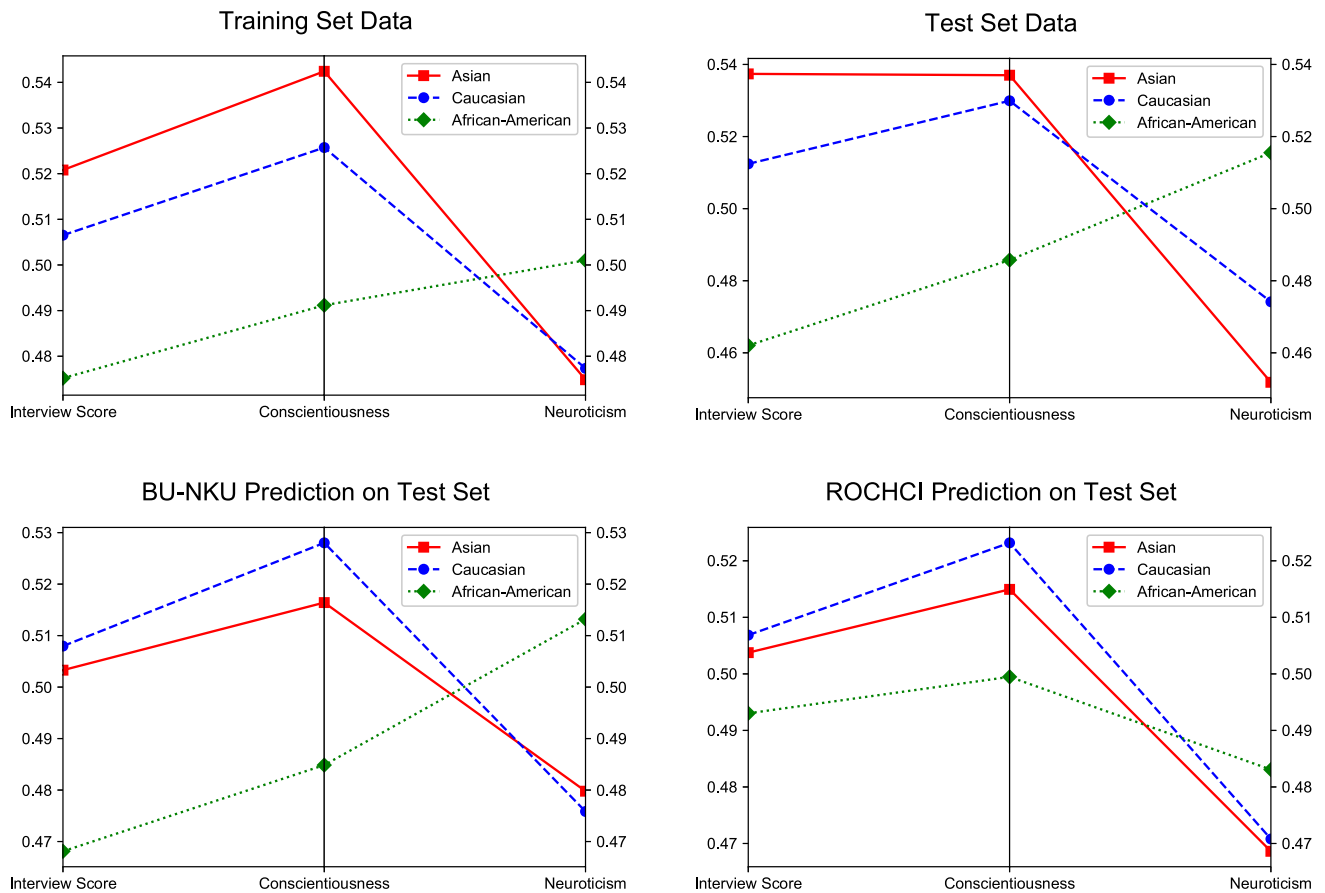 Training Set Data
0.54
0.53
0.52
0.51
0.50
0.49
0.48
0.54
0.53
0.52
0.51
0.50
0.49
0.48
Asian
Caucasian
African-American
Interview Score
Conscientiousness
Neuroticism
Test Set Data
0.54
0.52
0.50
0.48
0.46
0.54
0.52
0.50
0.48
0.46
Asian
Caucasian
African-American
Interview Score
Conscientiousness
Neuroticism
BU-NKU Prediction on Test Set
0.53
0.52
0.51
0.50
0.49
0.48
0.47
0.53
0.52
0.51
0.50
0.49
0.48
0.47
Asian
Caucasian
African-American
Interview Score
Conscientiousness
Neuroticism
ROCHCI Prediction on Test Set
0.52
0.51
0.50
0.49
0.48
0.47
0.52
0.51
0.50
0.49
0.48
0.47
Asian
Caucasian
African-American
Interview Score
Conscientiousness
Neuroticism